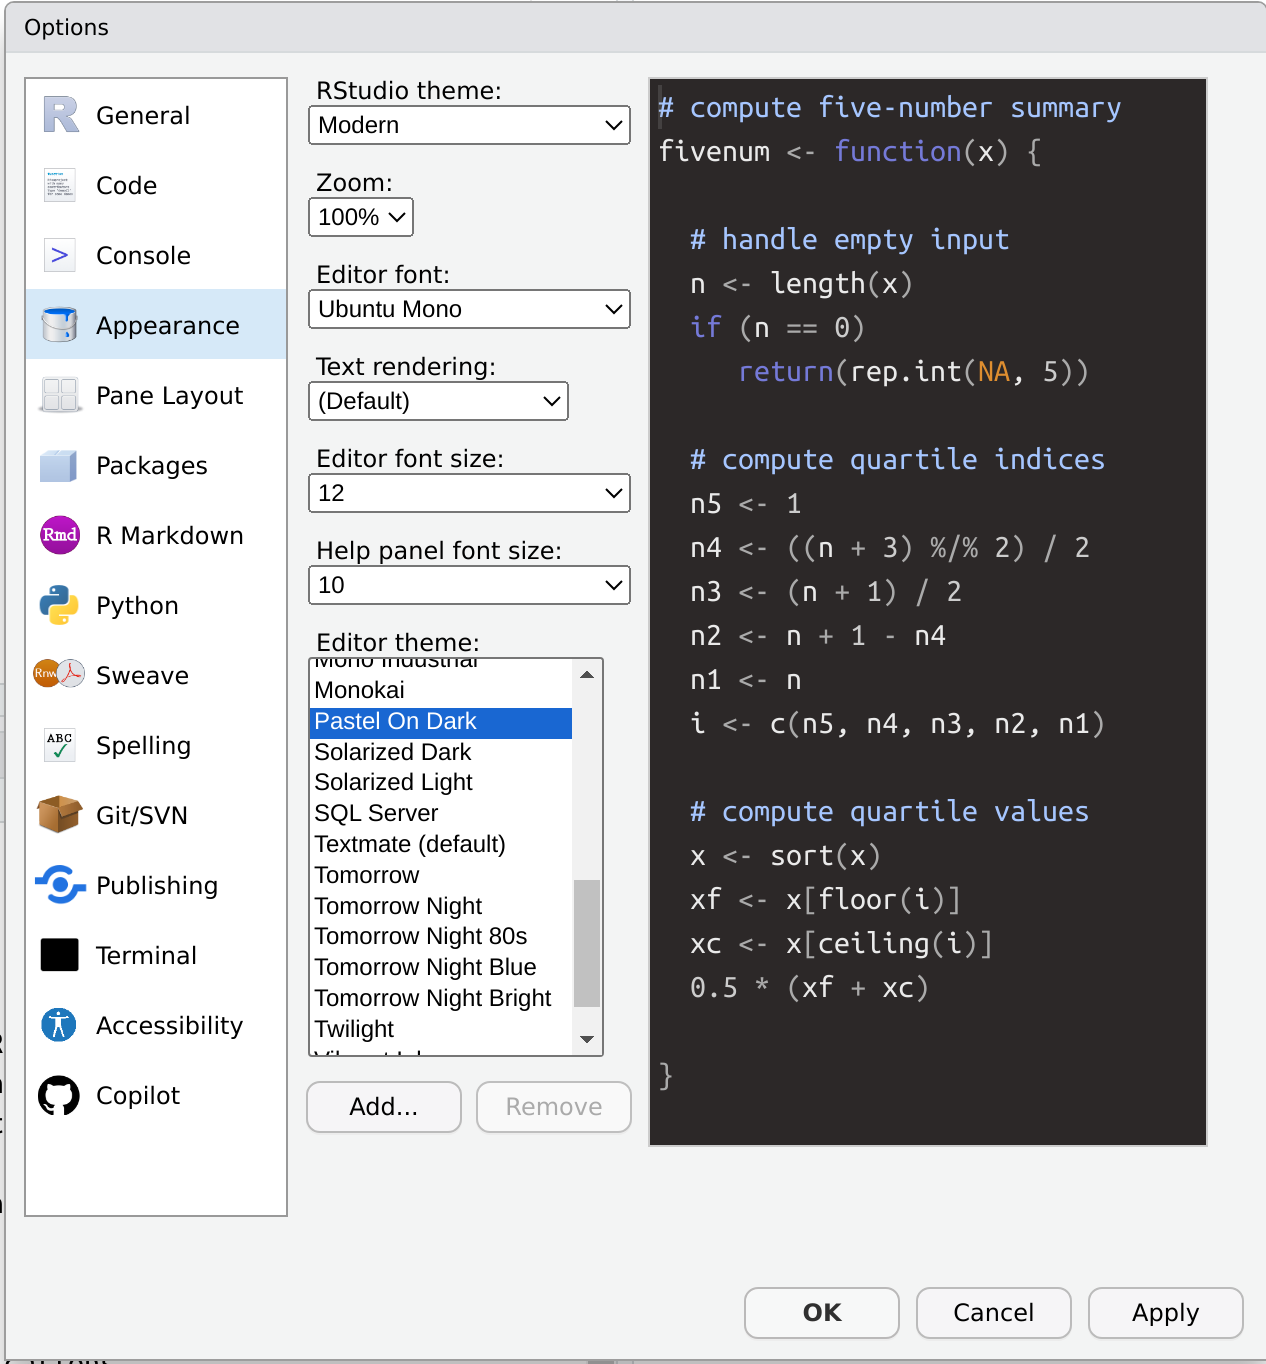 Options
General
Code
Console
Appearance
Pane Layout
Packages
R Markdown
Python
Sweave
Spelling
Git/SVN
Publishing
Terminal
Accessibility
Copilot
R
>
Rmd
Rnw
ABC
RStudio theme:
Modern
Zoom:
100%
Editor font:
Ubuntu Mono
Text rendering:
(Default)
Editor font size:
12
Help panel font size:
10
Editor theme:
Mono Industrial
Monokai
Pastel On Dark
Solarized Dark
Solarized Light
SQL Server
Textmate (default)
Tomorrow
Tomorrow Night
Tomorrow Night 80s
Tomorrow Night Blue
Tomorrow Night Bright
Twilight
Add...
Remove
# compute five-number summary
fivenum <- function(x) {
# handle empty input
n <- length(x)
if (n == 0)
return(rep.int(NA, 5))
# compute quartile indices
n5 <- 1
n4 <- ((n + 3) %/% 2) / 2
n3 <- (n + 1) / 2
n2 <- n + 1 - n4
n1 <- n
i <- c(n5, n4, n3, n2, n1)
# compute quartile values
x <- sort(x)
xf <- x[floor(i)]
xc <- x[ceiling(i)]
0.5 * (xf + xc)
}
OK
Cancel
Apply